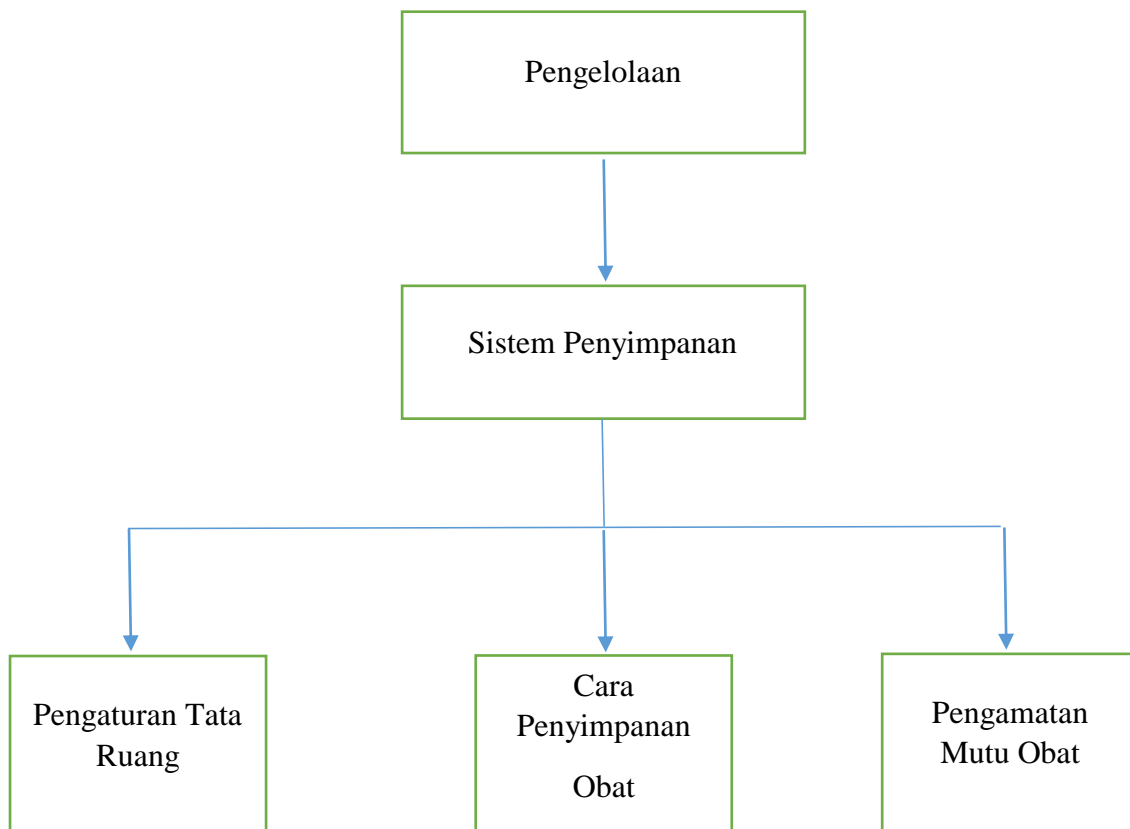 Pengelolaan
Sistem Penyimpanan
Pengaturan Tata
Ruang
Cara
Penyimpanan
Obat
Pengamatan
Mutu Obat